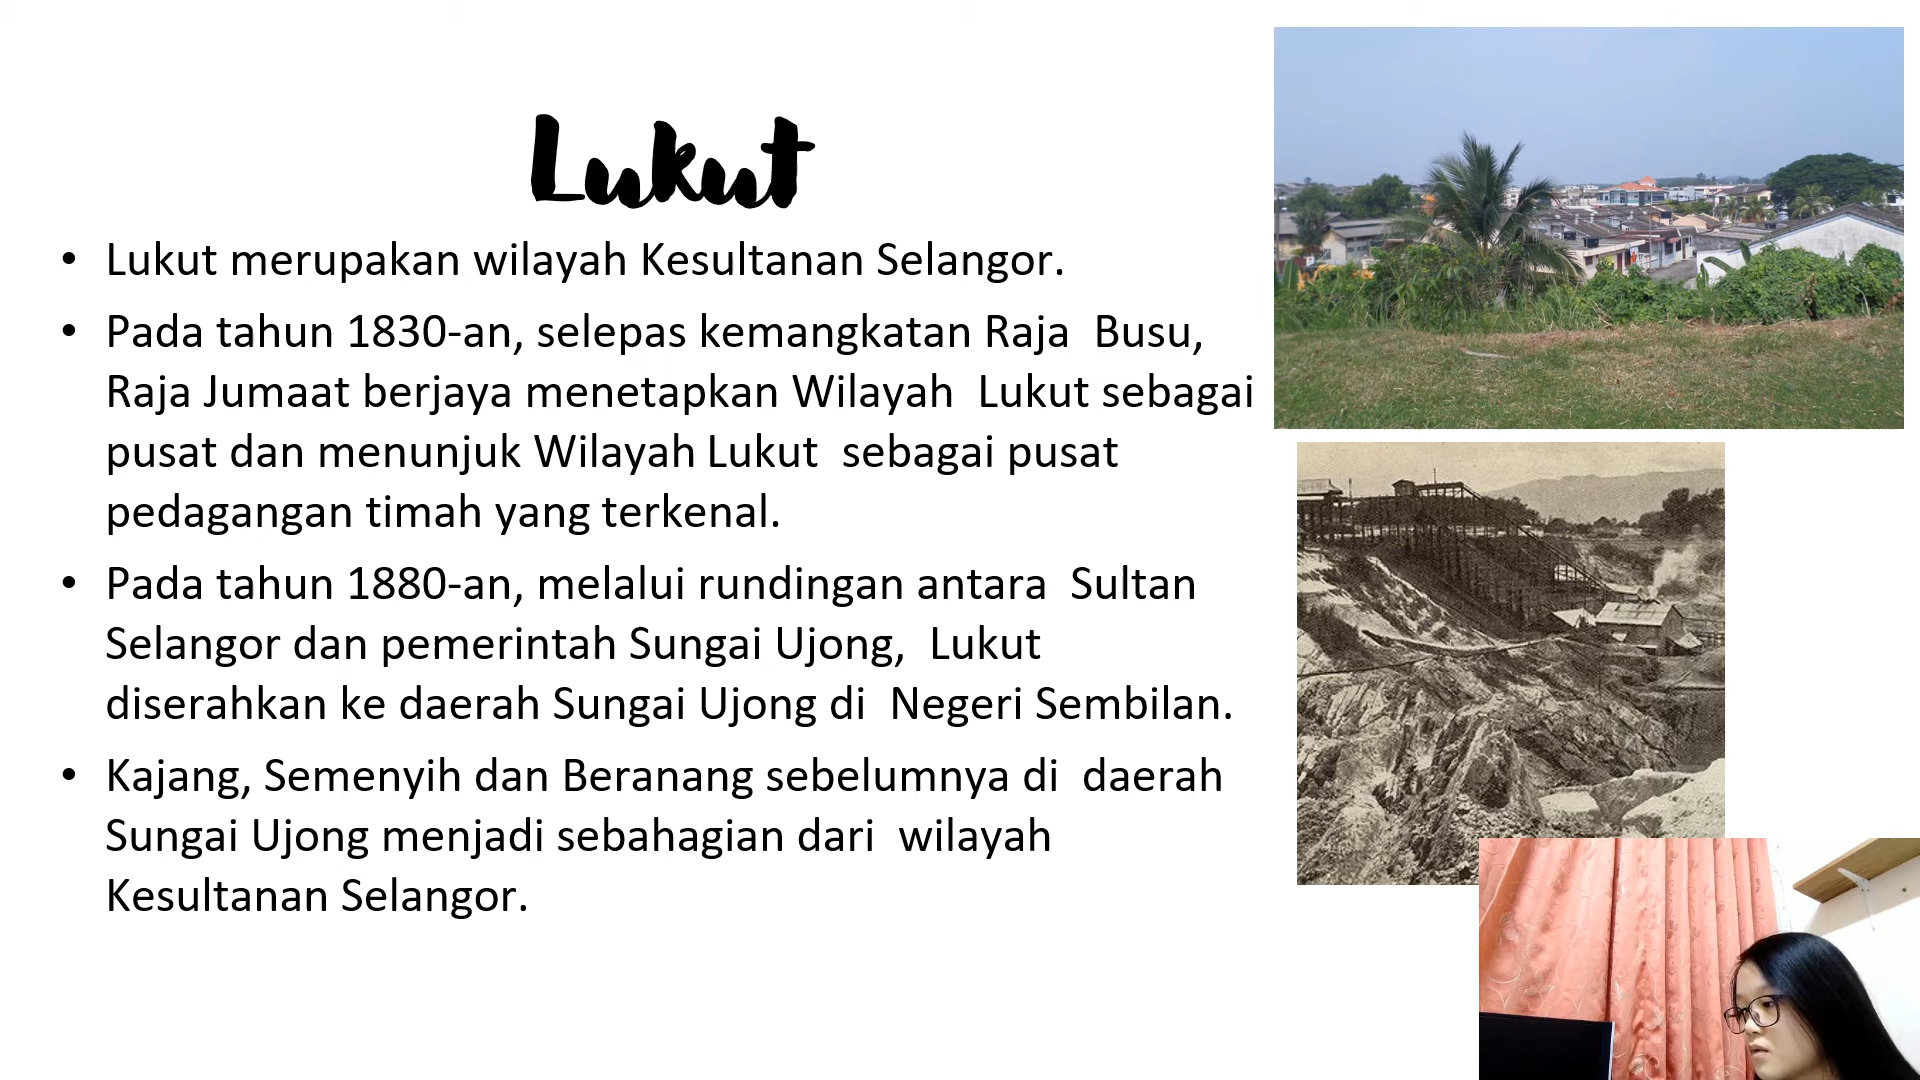 Lukut
• Lukut merupakan wilayah Kesultanan Selangor.
• Pada tahun 1830-an, selepas kemangkatan Raja Busu,
Raja Jumaat berjaya menetapkan Wilayah Lukut sebagai
pusat dan menunjuk Wilayah Lukut sebagai pusat
pedagangan timah yang terkenal.
• Pada tahun 1880-an, melalui rundingan antara Sultan
Selangor dan pemerintah Sungai Ujong, Lukut
diserahkan ke daerah Sungai Ujong di Negeri Sembilan.
• Kajang, Semenyih dan Beranang sebelumnya di daerah
Sungai Ujong menjadi sebahagian dari wilayah
Kesultanan Selangor.